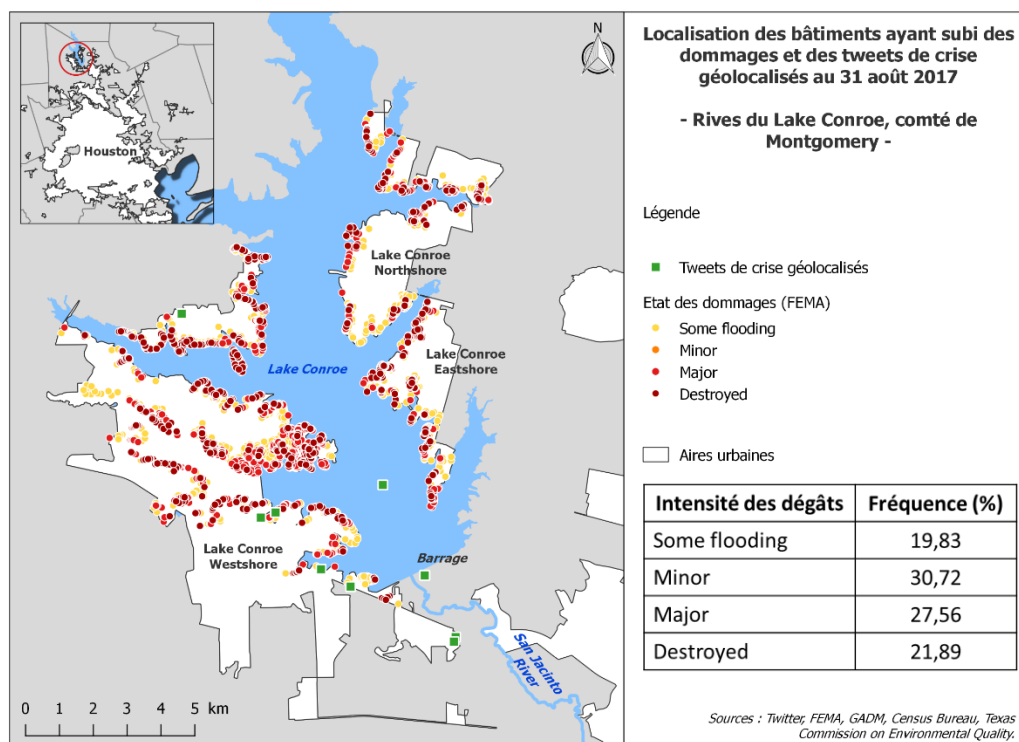 Houston
Lake Conroe
Northshore
Lake Conroe
Eastshore
Lake Conroe
Lake Conroe
Westshore
Barrage
San Jacinto
River
0 1 2 3 4 5 km
Localisation des bâtiments ayant subi des
dommages et des tweets de crise
géolocalisés au 31 août 2017
- Rives du Lake Conroe, comté de
Montgomery -
Légende
Tweets de crise géolocalisés
Etat des dommages (FEMA)
Some flooding
Minor
Major
Destroyed
Aires urbaines
Intensité des dégâts Fréquence (%)
Some flooding 19,83
Minor 30,72
Major 27,56
Destroyed 21,89
Sources : Twitter, FEMA, GADM, Census Bureau, Texas
Commission on Environmental Quality.